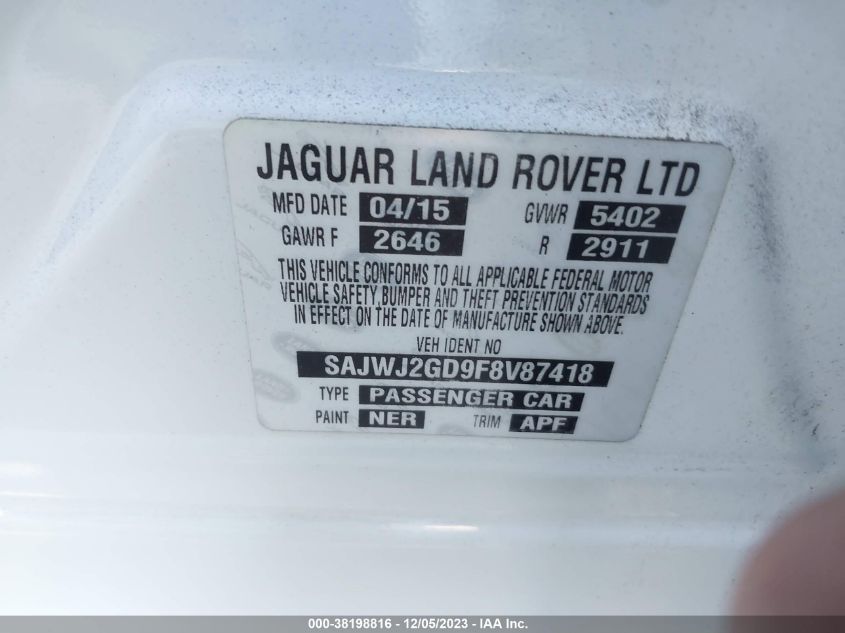 JAGUAR LAND ROVER LTD
MFD DATE 04/15 GVWR 5402
GAWR F 2646 R 2911
THIS VEHICLE CONFORMS TO ALL APPLICABLE FEDERAL MOTOR
VEHICLE SAFETY, BUMPER AND THEFT PREVENTION STANDARDS
IN EFFECT ON THE DATE OF MANUFACTURE SHOWN ABOVE.
VEH IDENT NO
SAJWJ2GD9F8V87418
TYPE PASSENGER CAR
PAINT NER TRIM APF
000-38198816 - 12/05/2023 - IAA Inc.